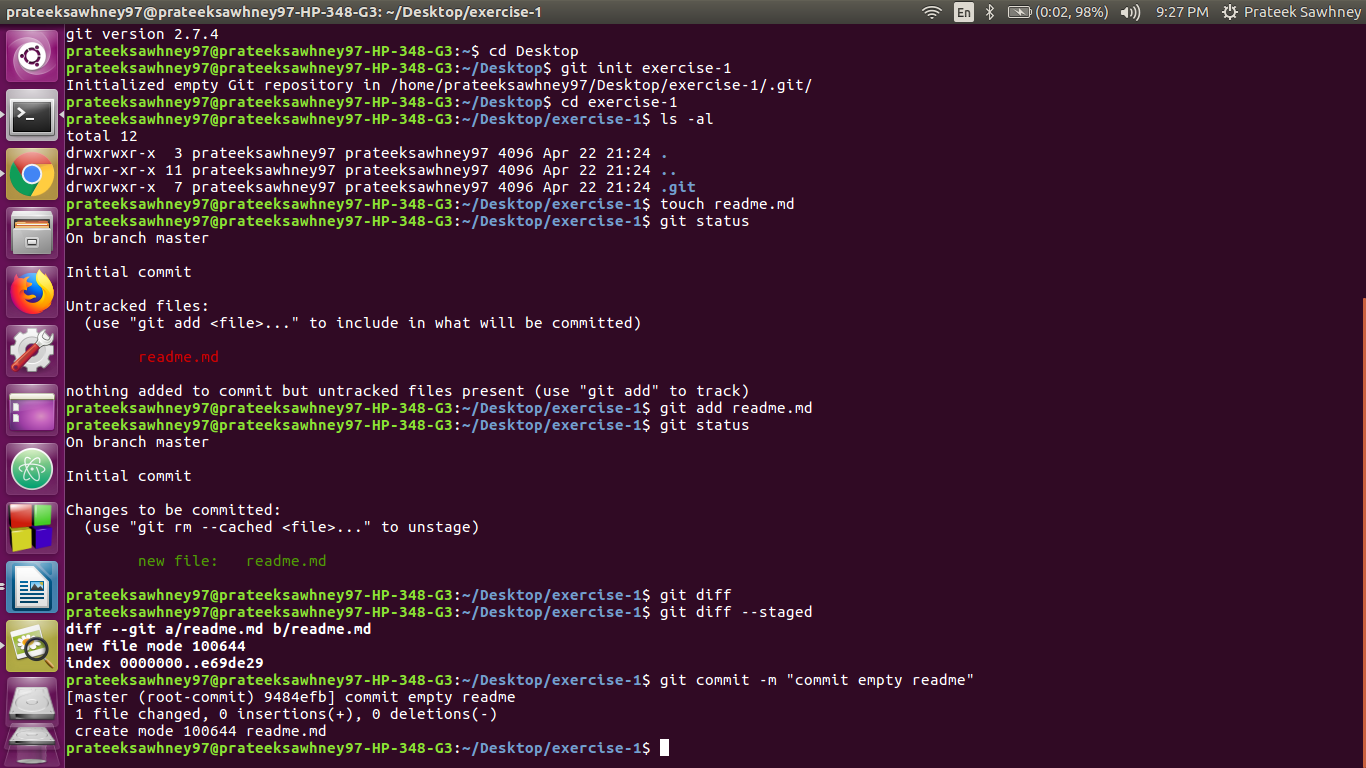 prateeksawhney97@prateeksawhney97-HP-348-G3: ~/Desktop/exercise-1 En (0:02, 98%) 9:27 PM Prateek Sawhney
git version 2.7.4
prateeksawhney97@prateeksawhney97-HP-348-G3:~$ cd Desktop
prateeksawhney97@prateeksawhney97-HP-348-G3:~/Desktop$ git init exercise-1
Initialized empty Git repository in /home/prateeksawhney97/Desktop/exercise-1/.git/
prateeksawhney97@prateeksawhney97-HP-348-G3:~/Desktop$ cd exercise-1
prateeksawhney97@prateeksawhney97-HP-348-G3:~/Desktop/exercise-1$ ls -al
total 12
drwxrwxr-x  3 prateeksawhney97 prateeksawhney97 4096 Apr 22 21:24 .
drwxr-xr-x 11 prateeksawhney97 prateeksawhney97 4096 Apr 22 21:24 ..
drwxrwxr-x  7 prateeksawhney97 prateeksawhney97 4096 Apr 22 21:24 .git
prateeksawhney97@prateeksawhney97-HP-348-G3:~/Desktop/exercise-1$ touch readme.md
prateeksawhney97@prateeksawhney97-HP-348-G3:~/Desktop/exercise-1$ git status
On branch master
Initial commit
Untracked files:
  (use "git add <file>..." to include in what will be committed)
        readme.md
nothing added to commit but untracked files present (use "git add" to track)
prateeksawhney97@prateeksawhney97-HP-348-G3:~/Desktop/exercise-1$ git add readme.md
prateeksawhney97@prateeksawhney97-HP-348-G3:~/Desktop/exercise-1$ git status
On branch master
Initial commit
Changes to be committed:
  (use "git rm --cached <file>..." to unstage)
        new file:   readme.md
prateeksawhney97@prateeksawhney97-HP-348-G3:~/Desktop/exercise-1$ git diff
prateeksawhney97@prateeksawhney97-HP-348-G3:~/Desktop/exercise-1$ git diff --staged
diff --git a/readme.md b/readme.md
new file mode 100644
index 0000000..e69de29
prateeksawhney97@prateeksawhney97-HP-348-G3:~/Desktop/exercise-1$ git commit -m "commit empty readme"
[master (root-commit) 9484efb] commit empty readme
 1 file changed, 0 insertions(+), 0 deletions(-)
 create mode 100644 readme.md
prateeksawhney97@prateeksawhney97-HP-348-G3:~/Desktop/exercise-1$